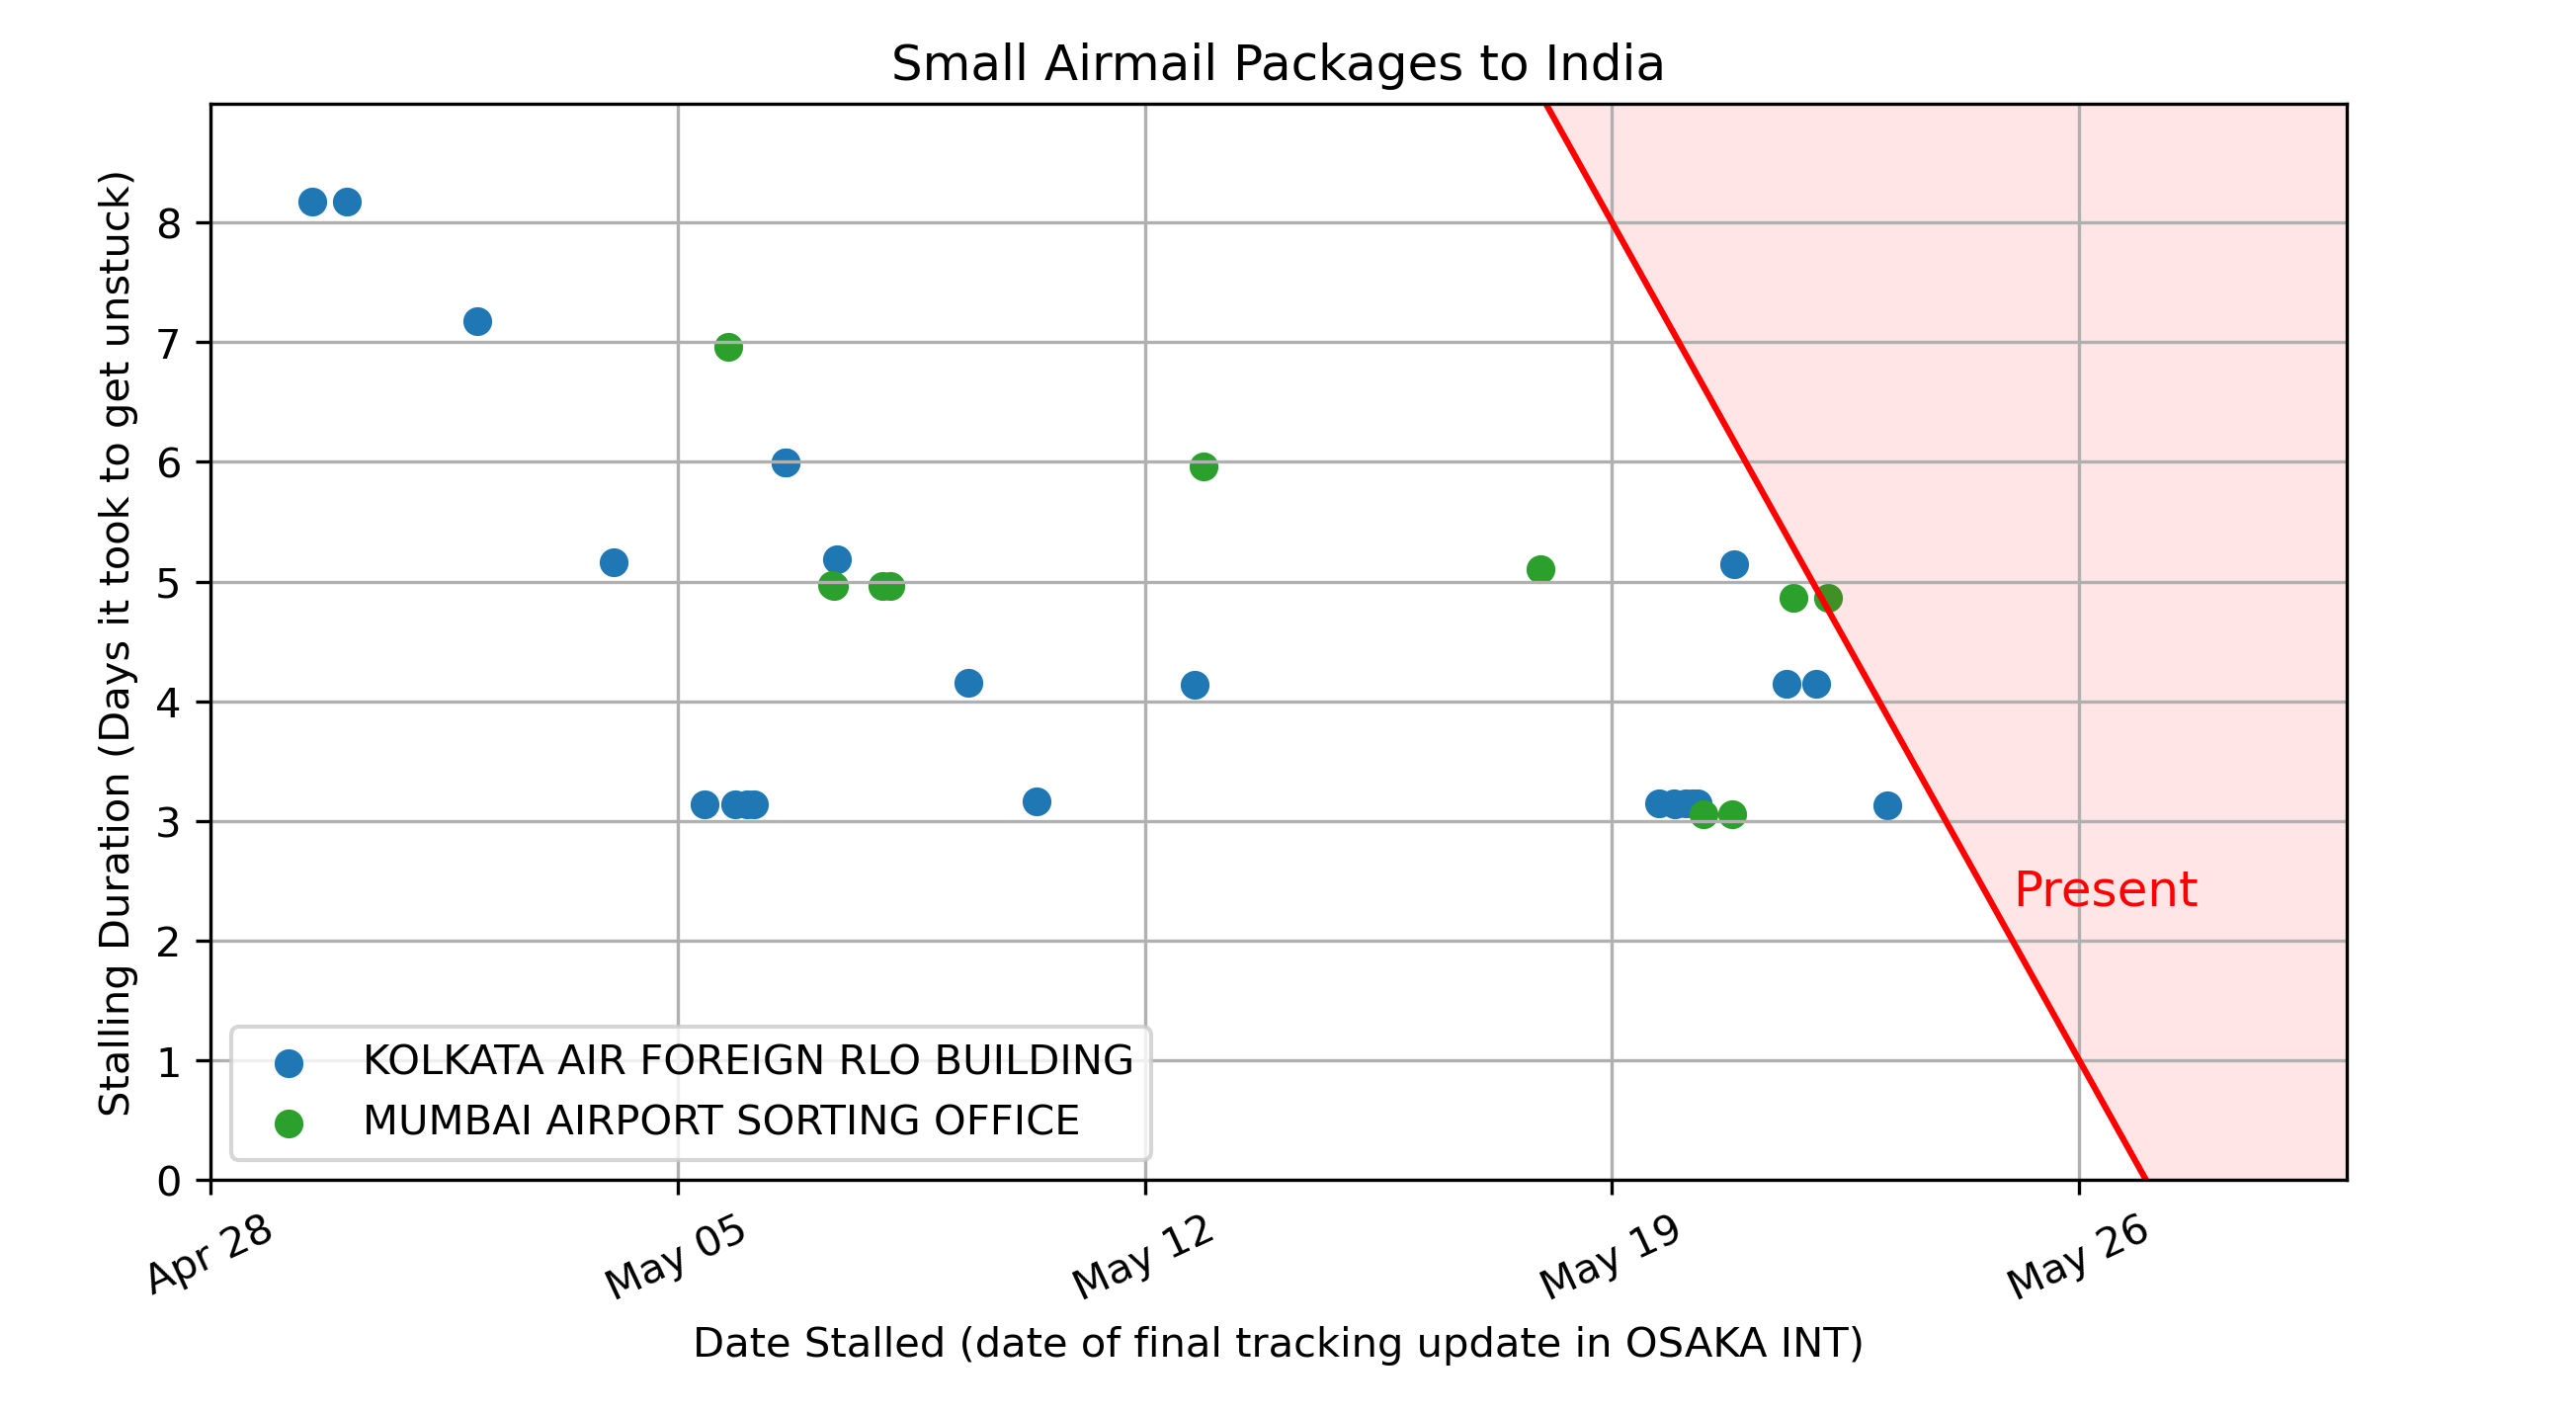 Small Airmail Packages to India
Stalling Duration (Days it took to get unstuck)
8
7
6
5
4
3
2
1
0
Present
KOLKATA AIR FOREIGN RLO BUILDING
MUMBAI AIRPORT SORTING OFFICE
Apr 28
May 05
May 12
May 19
May 26
Date Stalled (date of final tracking update in OSAKA INT)